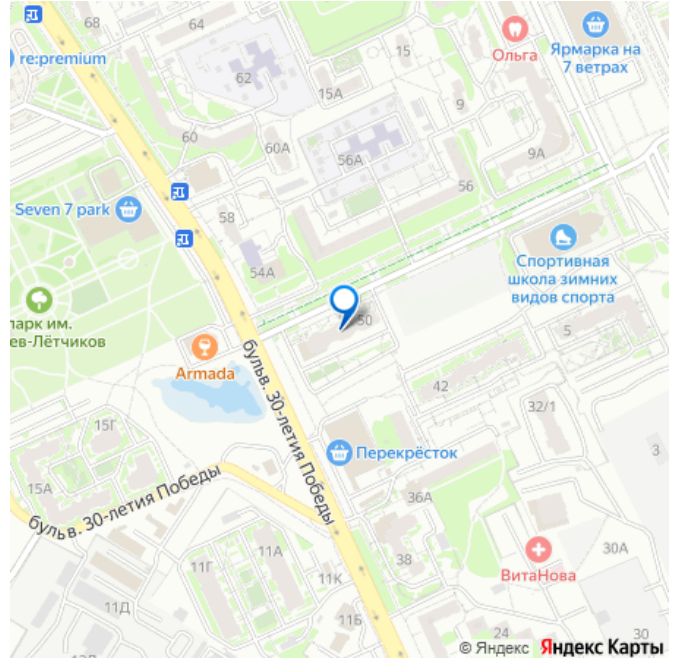 68
64
re:premium
62
15
15А
Ольга
Ярмарка на
7 ветрах
9
60
60А
56А
9А
56
Seven 7 park
58
54А
Спортивная
школа зимних
видов спорта
парк им.
ев-Лётчиков
50
5
Armada
бульв. 30-летия Победы
42
32/1
15Г
Перекрёсток
3
15А
бульв. 30-летия Победы
36А
11Г
11А
38
ВитаНова
30А
11К
11Д
11Б
24
30
© Яндекс Яндекс Карты